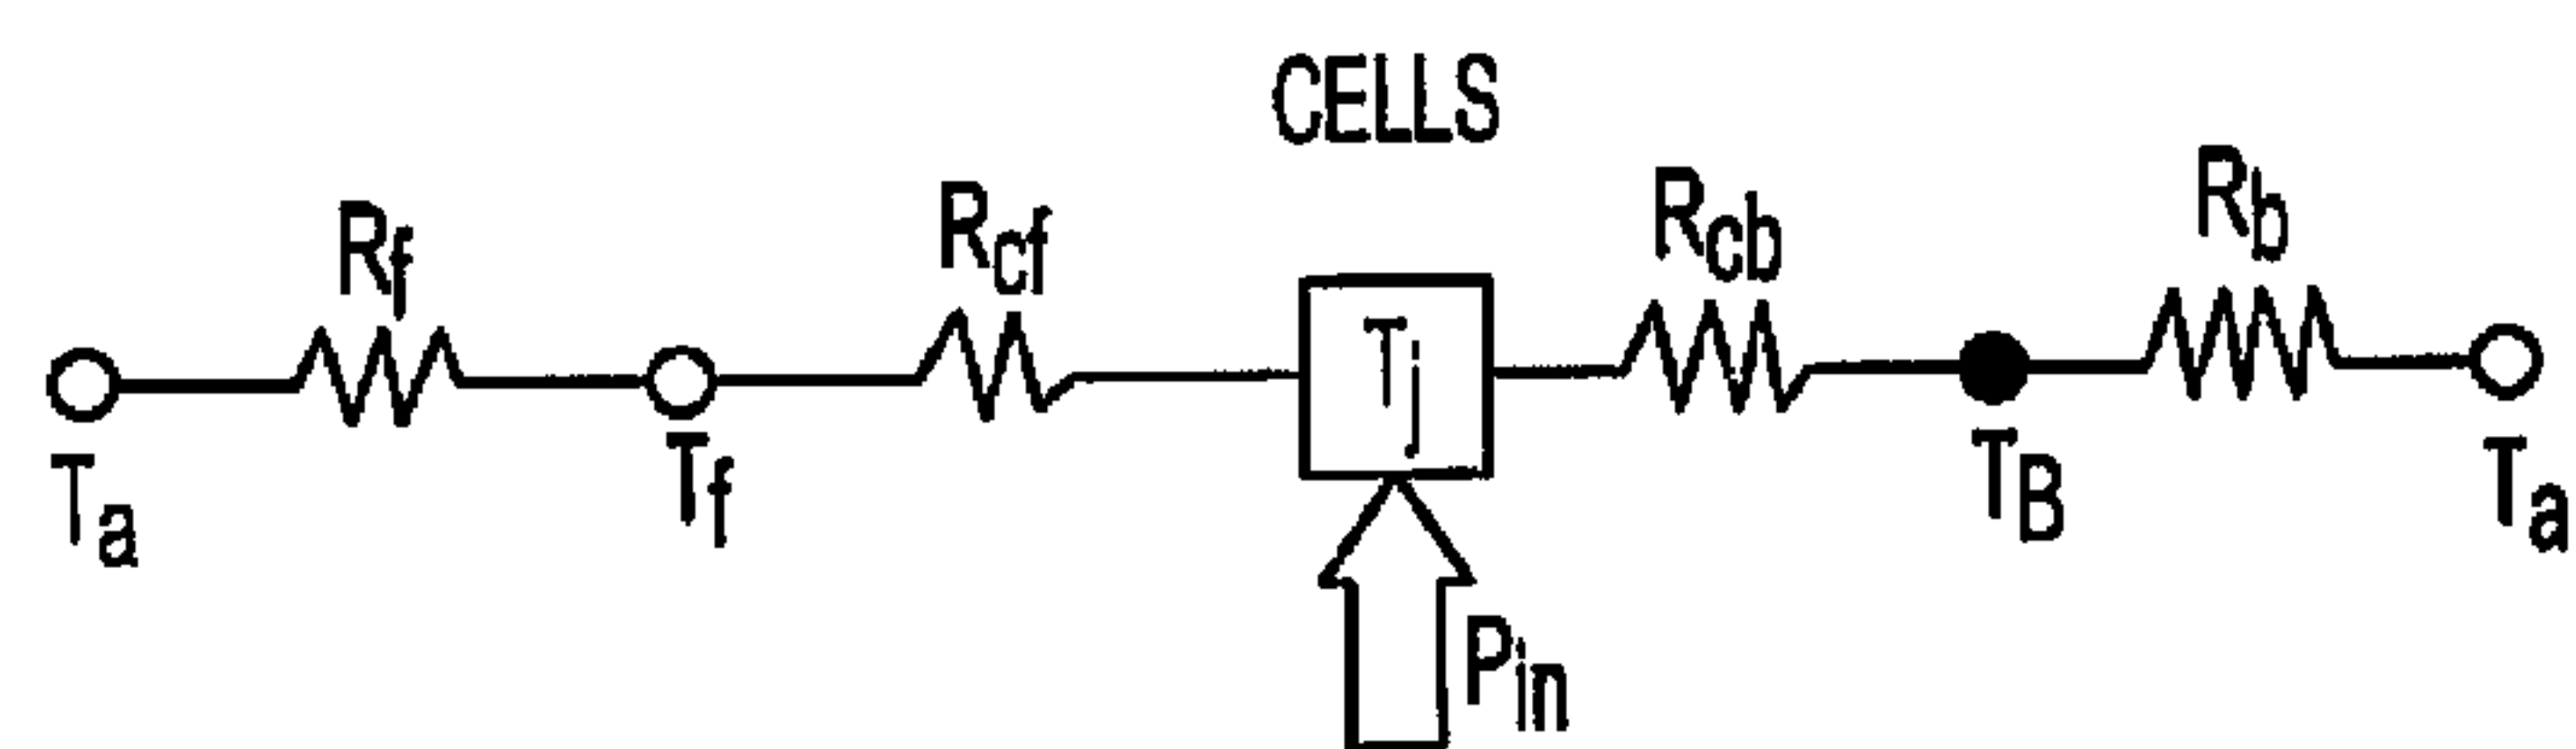 CELLS
Rf Rcf Rcb Rb
Tj
Ta Tf TB Ta
Pin